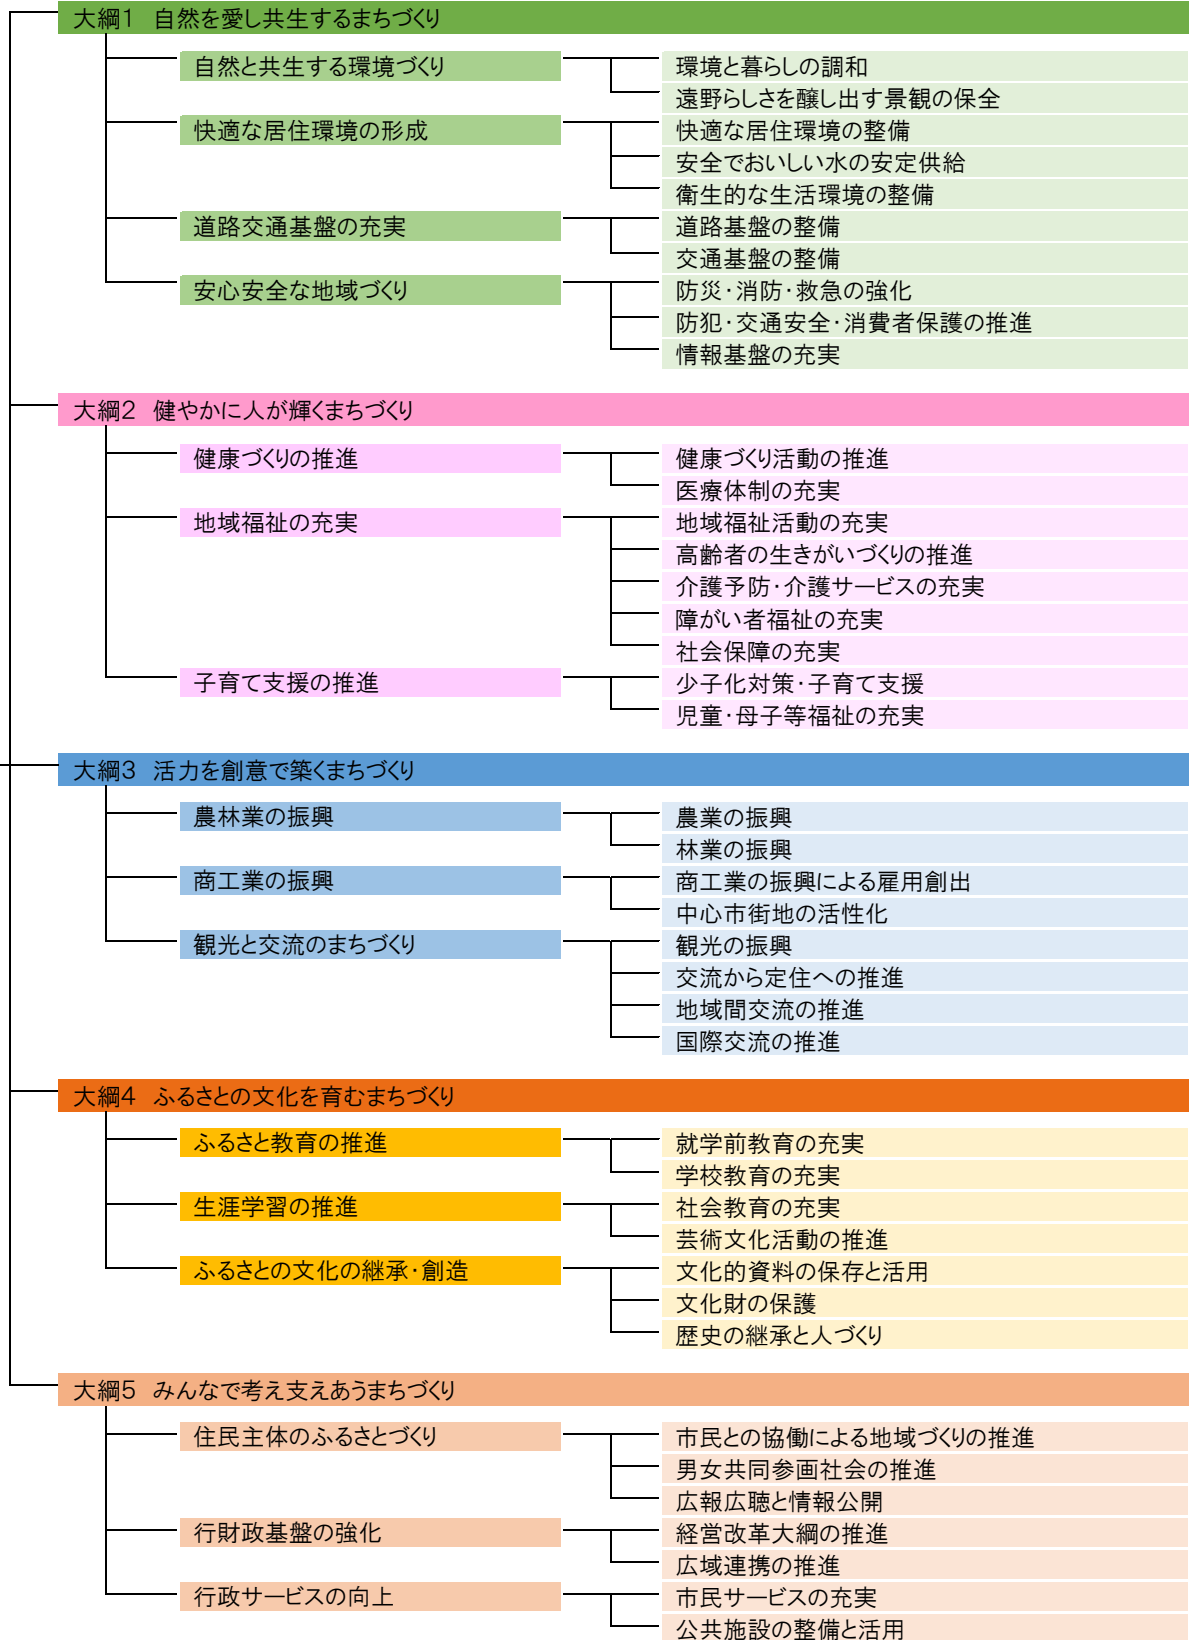 大綱1 自然を愛し共生するまちづくり
自然と共生する環境づくり
環境と暮らしの調和
遠野らしさを醸し出す景観の保全
快適な居住環境の形成
快適な居住環境の整備
安全でおいしい水の安定供給
衛生的な生活環境の整備
道路交通基盤の充実
道路基盤の整備
交通基盤の整備
安心安全な地域づくり
防災・消防・救急の強化
防犯・交通安全・消費者保護の推進
情報基盤の充実
大綱2 健やかに人が輝くまちづくり
健康づくりの推進
健康づくり活動の推進
医療体制の充実
地域福祉の充実
地域福祉活動の充実
高齢者の生きがいづくりの推進
介護予防・介護サービスの充実
障がい者福祉の充実
社会保障の充実
子育て支援の推進
少子化対策・子育て支援
児童・母子等福祉の充実
大綱3 活力を創意で築くまちづくり
農林業の振興
農業の振興
林業の振興
商工業の振興
商工業の振興による雇用創出
中心市街地の活性化
観光と交流のまちづくり
観光の振興
交流から定住への推進
地域間交流の推進
国際交流の推進
大綱4 ふるさとの文化を育むまちづくり
ふるさと教育の推進
就学前教育の充実
学校教育の充実
生涯学習の推進
社会教育の充実
芸術文化活動の推進
ふるさとの文化の継承・創造
文化的資料の保存と活用
文化財の保護
歴史の継承と人づくり
大綱5 みんなで考え支えあうまちづくり
住民主体のふるさとづくり
市民との協働による地域づくりの推進
男女共同参画社会の推進
広報広聴と情報公開
行財政基盤の強化
経営改革大綱の推進
広域連携の推進
行政サービスの向上
市民サービスの充実
公共施設の整備と活用